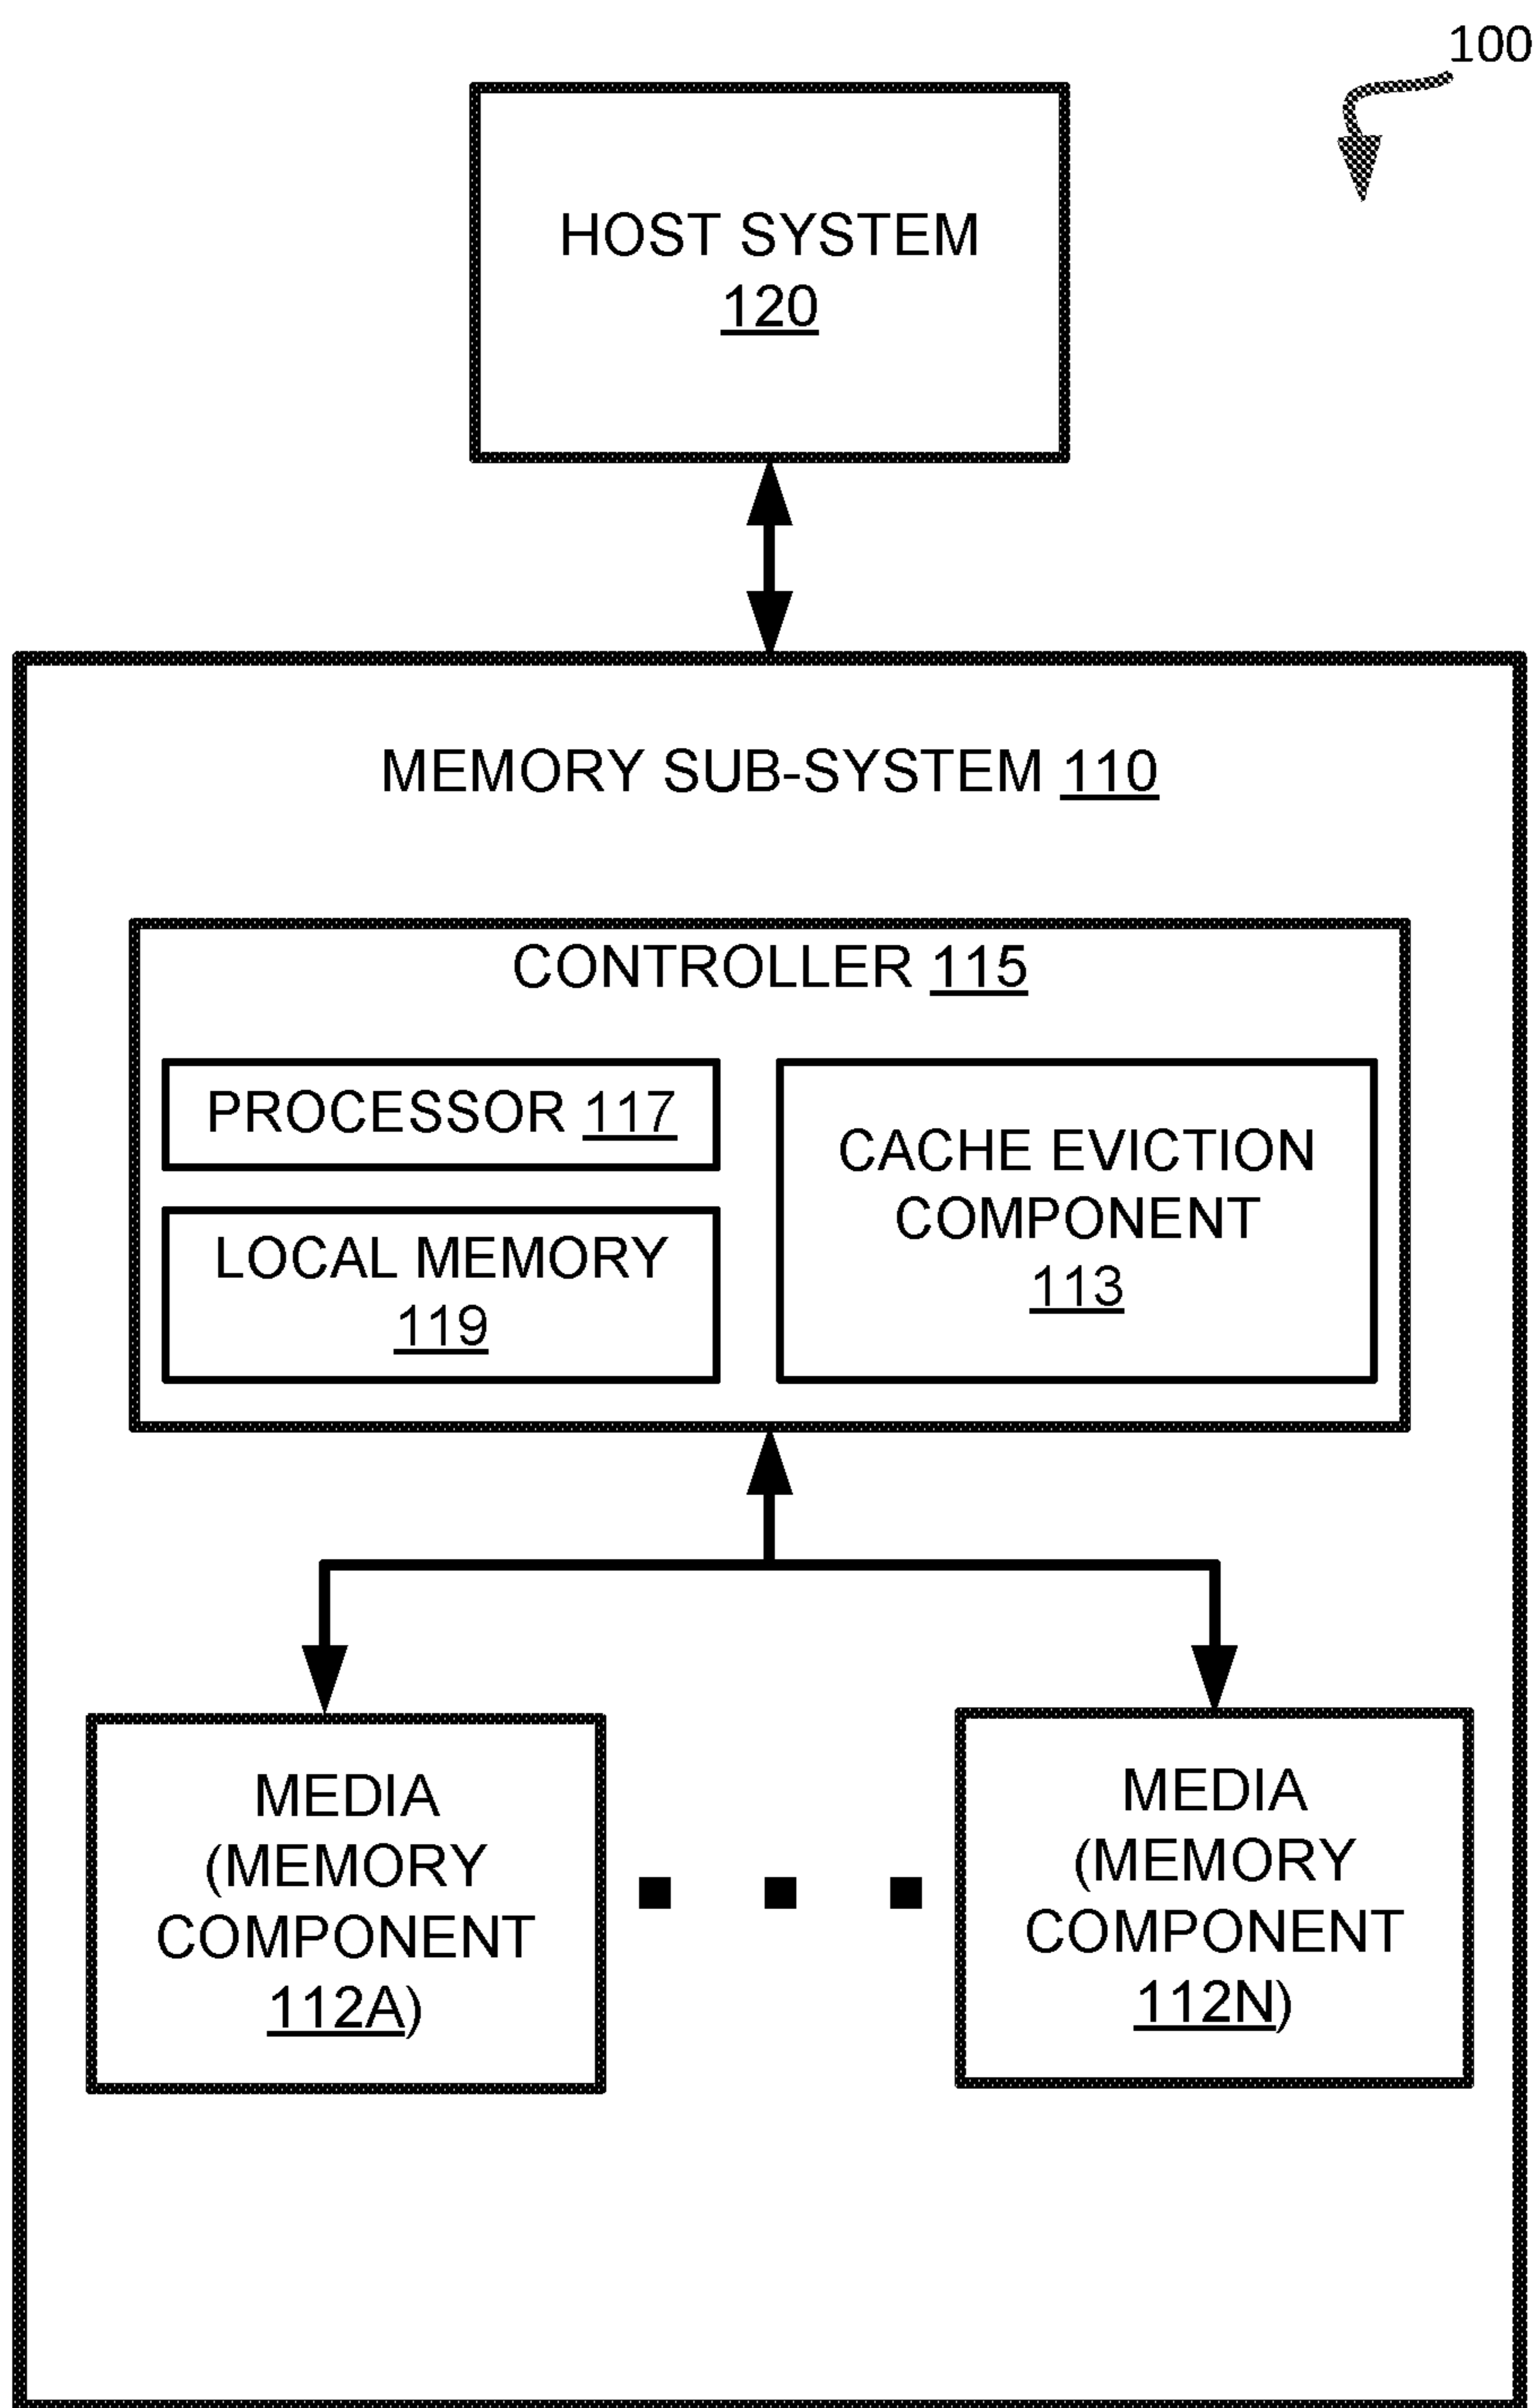 100
HOST SYSTEM
120
MEMORY SUB-SYSTEM 110
CONTROLLER 115
PROCESSOR 117
LOCAL MEMORY
119
CACHE EVICTION
COMPONENT
113
MEDIA
(MEMORY
COMPONENT
112A)
MEDIA
(MEMORY
COMPONENT
112N)